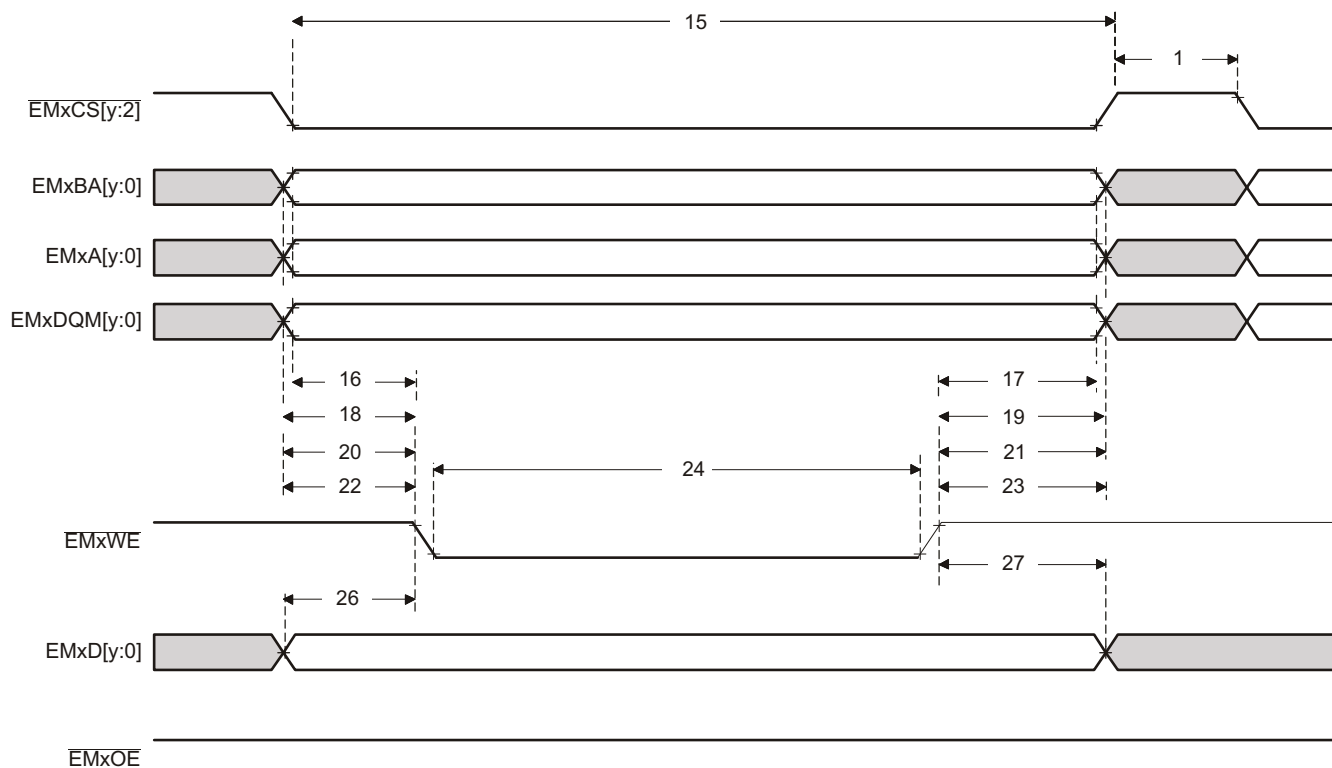 15
1
EMxCS[y:2]
EMxBA[y:0]
EMxA[y:0]
EMxDQM[y:0]
16
17
18
19
20
21
24
22
23
EMxWE
27
26
EMxD[y:0]
EMxOE